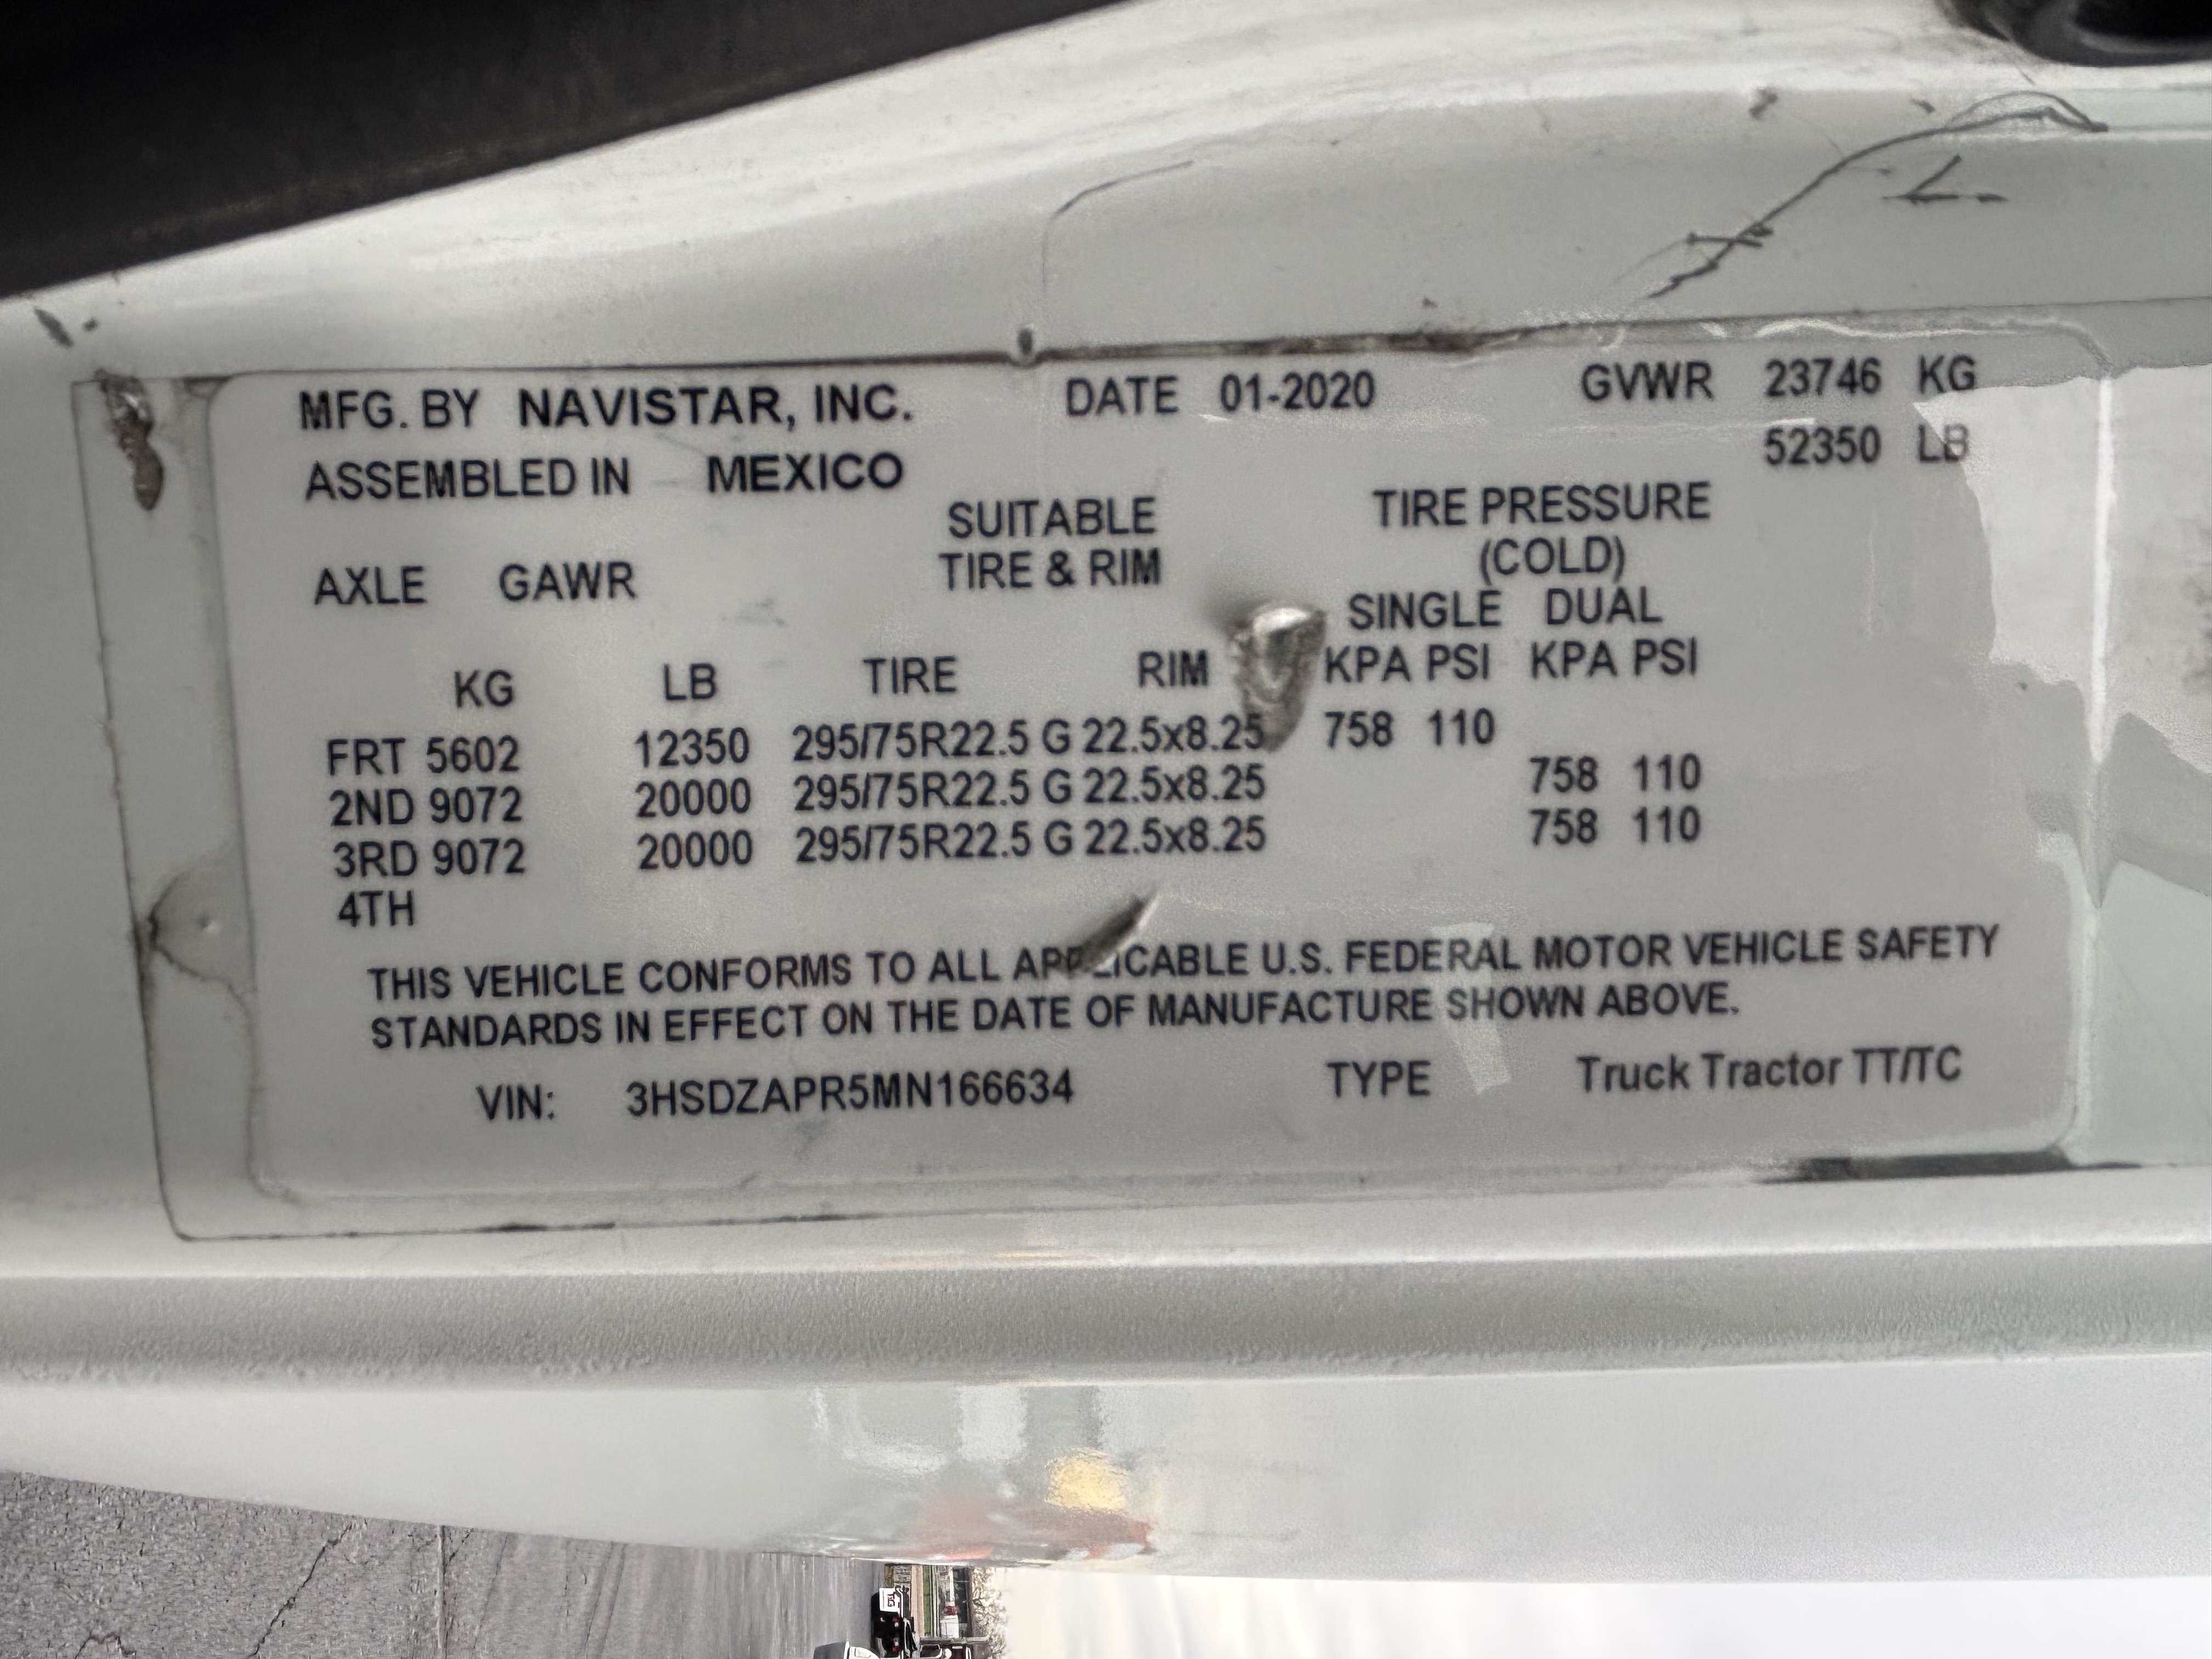 MFG. BY NAVISTAR, INC. DATE 01-2020 GVWR 23746 KG
52350 LB
ASSEMBLED IN MEXICO
SUITABLE TIRE PRESSURE
AXLE GAWR TIRE & RIM (COLD)
SINGLE DUAL
KG LB TIRE RIM KPA PSI KPA PSI
FRT 5602 12350 295/75R22.5 G 22.5x8.25 758 110
2ND 9072 20000 295/75R22.5 G 22.5x8.25 758 110
3RD 9072 20000 295/75R22.5 G 22.5x8.25 758 110
4TH
THIS VEHICLE CONFORMS TO ALL APPLICABLE U.S. FEDERAL MOTOR VEHICLE SAFETY
STANDARDS IN EFFECT ON THE DATE OF MANUFACTURE SHOWN ABOVE.
VIN: 3HSDZAPR5MN166634 TYPE Truck Tractor TT/TC